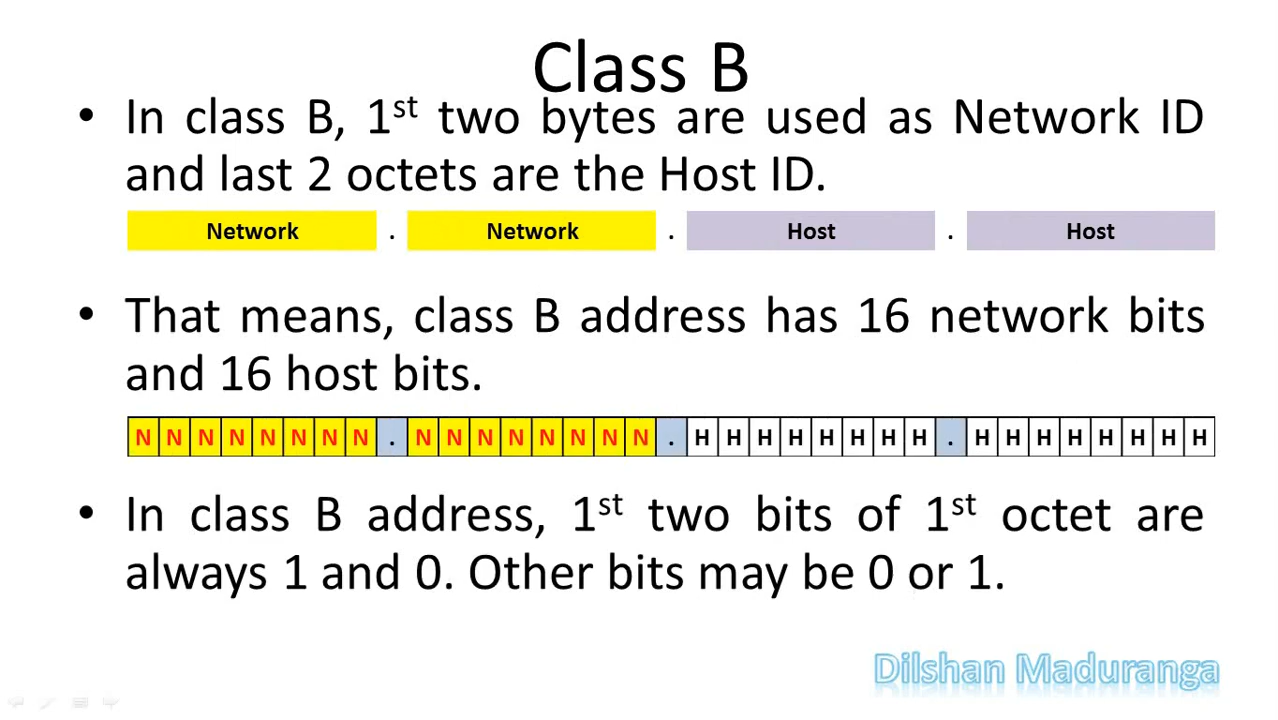 Class B
• In class B, 1st two bytes are used as Network ID
and last 2 octets are the Host ID.
Network . Network . Host . Host
• That means, class B address has 16 network bits
and 16 host bits.
N N N N N N N N . N N N N N N N N . H H H H H H H H . H H H H H H H H
• In class B address, 1st two bits of 1st octet are
always 1 and 0. Other bits may be 0 or 1.
Dilshan Maduranga